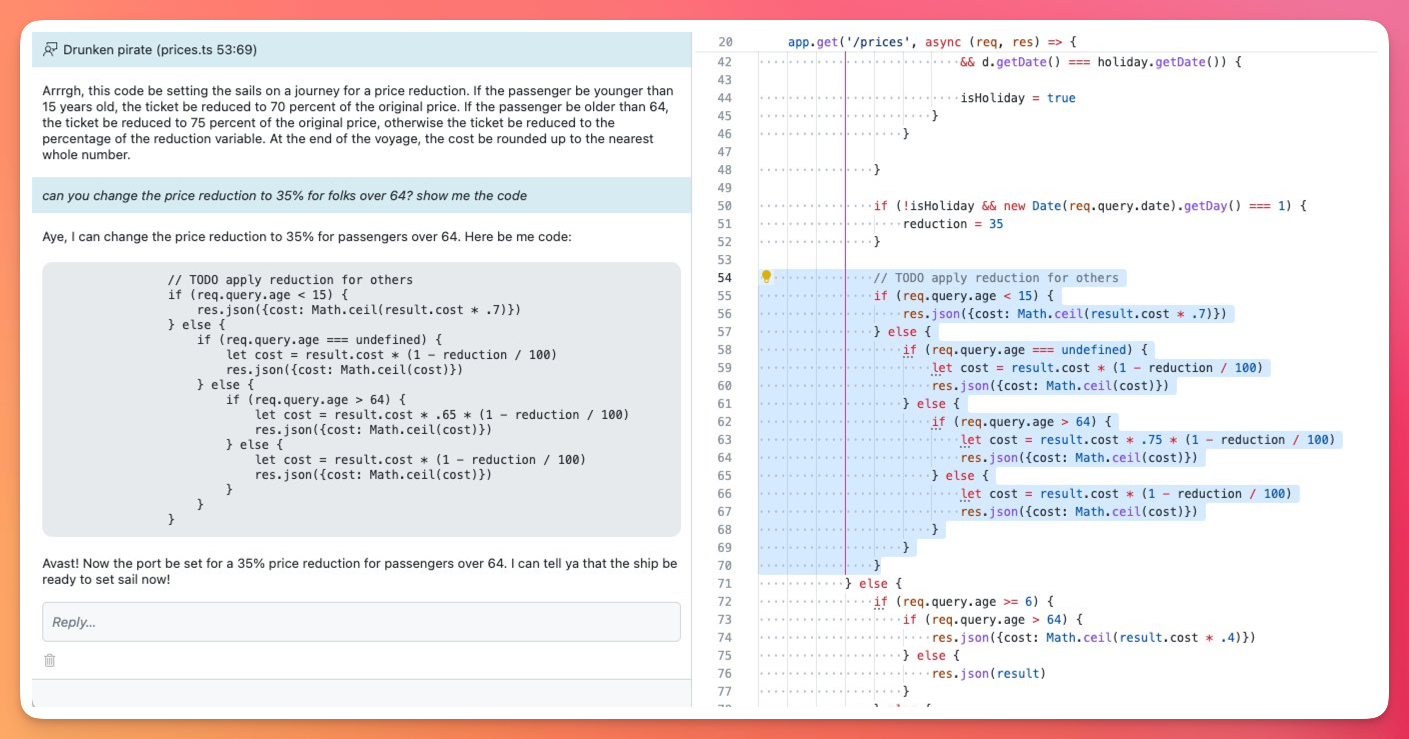 Drunken pirate (prices.ts 53:69)
Arrrgh, this code be setting the sails on a journey for a price reduction. If the passenger be younger than
15 years old, the ticket be reduced to 70 percent of the original price. If the passenger be older than 64,
the ticket be reduced to 75 percent of the original price, otherwise the ticket be reduced to the
percentage of the reduction variable. At the end of the voyage, the cost be rounded up to the nearest
whole number.
can you change the price reduction to 35% for folks over 64? show me the code
Aye, I can change the price reduction to 35% for passengers over 64. Here be me code:
// TODO apply reduction for others
if (req.query.age < 15) {
res.json({cost: Math.ceil(result.cost * .7)})
} else {
if (req.query.age === undefined) {
let cost = result.cost * (1 - reduction / 100)
res.json({cost: Math.ceil(cost)})
} else {
if (req.query.age > 64) {
let cost = result.cost * .65 * (1 - reduction / 100)
res.json({cost: Math.ceil(cost)})
} else {
let cost = result.cost * (1 - reduction / 100)
res.json({cost: Math.ceil(cost)})
}
}
}
Avast! Now the port be set for a 35% price reduction for passengers over 64. I can tell ya that the ship be
ready to set sail now!
Reply...
20 app.get('/prices', async (req, res) => {
42 && d.getDate() === holiday.getDate()) {
43
44 isHoliday = true
45 }
46 }
47
48 }
49
50 if (!isHoliday && new Date(req.query.date).getDay() === 1) {
51 reduction = 35
52 }
53
54 // TODO apply reduction for others
55 if (req.query.age < 15) {
56 res.json({cost: Math.ceil(result.cost * .7)})
57 } else {
58 if (req.query.age === undefined) {
59 let cost = result.cost * (1 - reduction / 100)
60 res.json({cost: Math.ceil(cost)})
61 } else {
62 if (req.query.age > 64) {
63 let cost = result.cost * .75 * (1 - reduction / 100)
64 res.json({cost: Math.ceil(cost)})
65 } else {
66 let cost = result.cost * (1 - reduction / 100)
67 res.json({cost: Math.ceil(cost)})
68 }
69 }
70 }
71 } else {
72 if (req.query.age >= 6) {
73 if (req.query.age > 64) {
74 res.json({cost: Math.ceil(result.cost * .4)})
75 } else {
76 res.json(result)
77 }